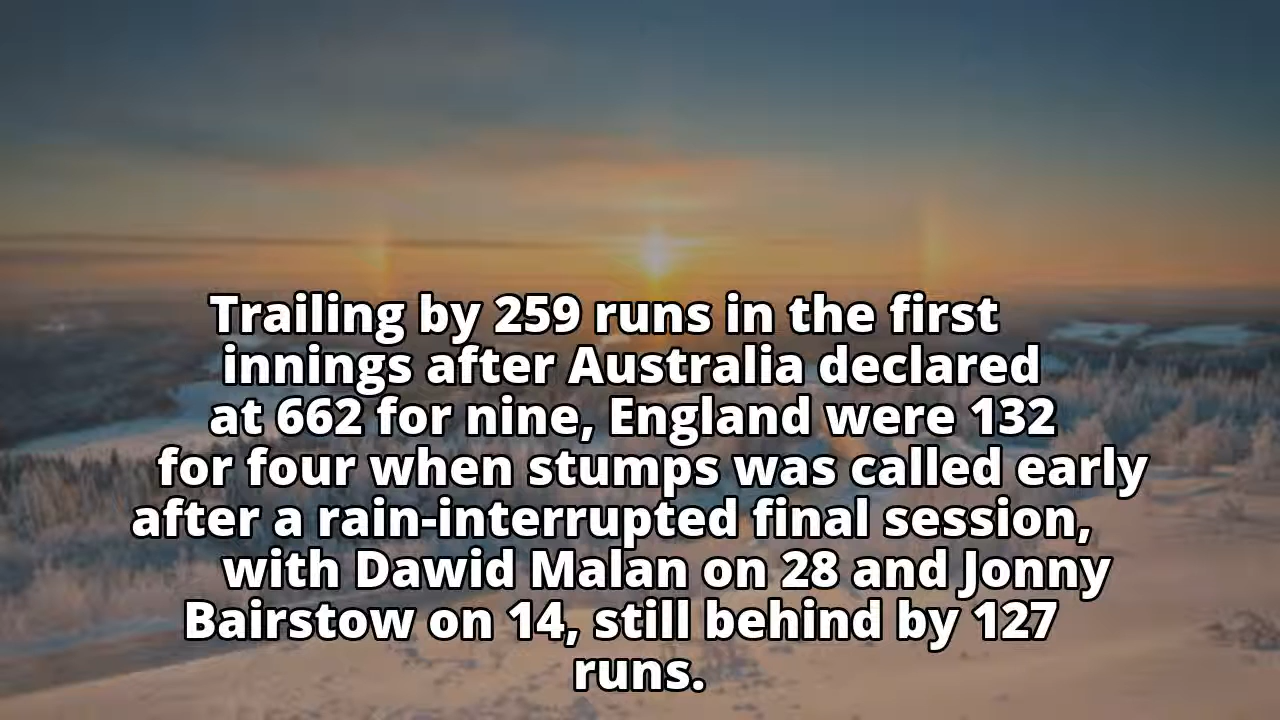 Trailing by 259 runs in the first
innings after Australia declared
at 662 for nine, England were 132
for four when stumps was called early
after a rain-interrupted final session,
with Dawid Malan on 28 and Jonny
Bairstow on 14, still behind by 127
runs.